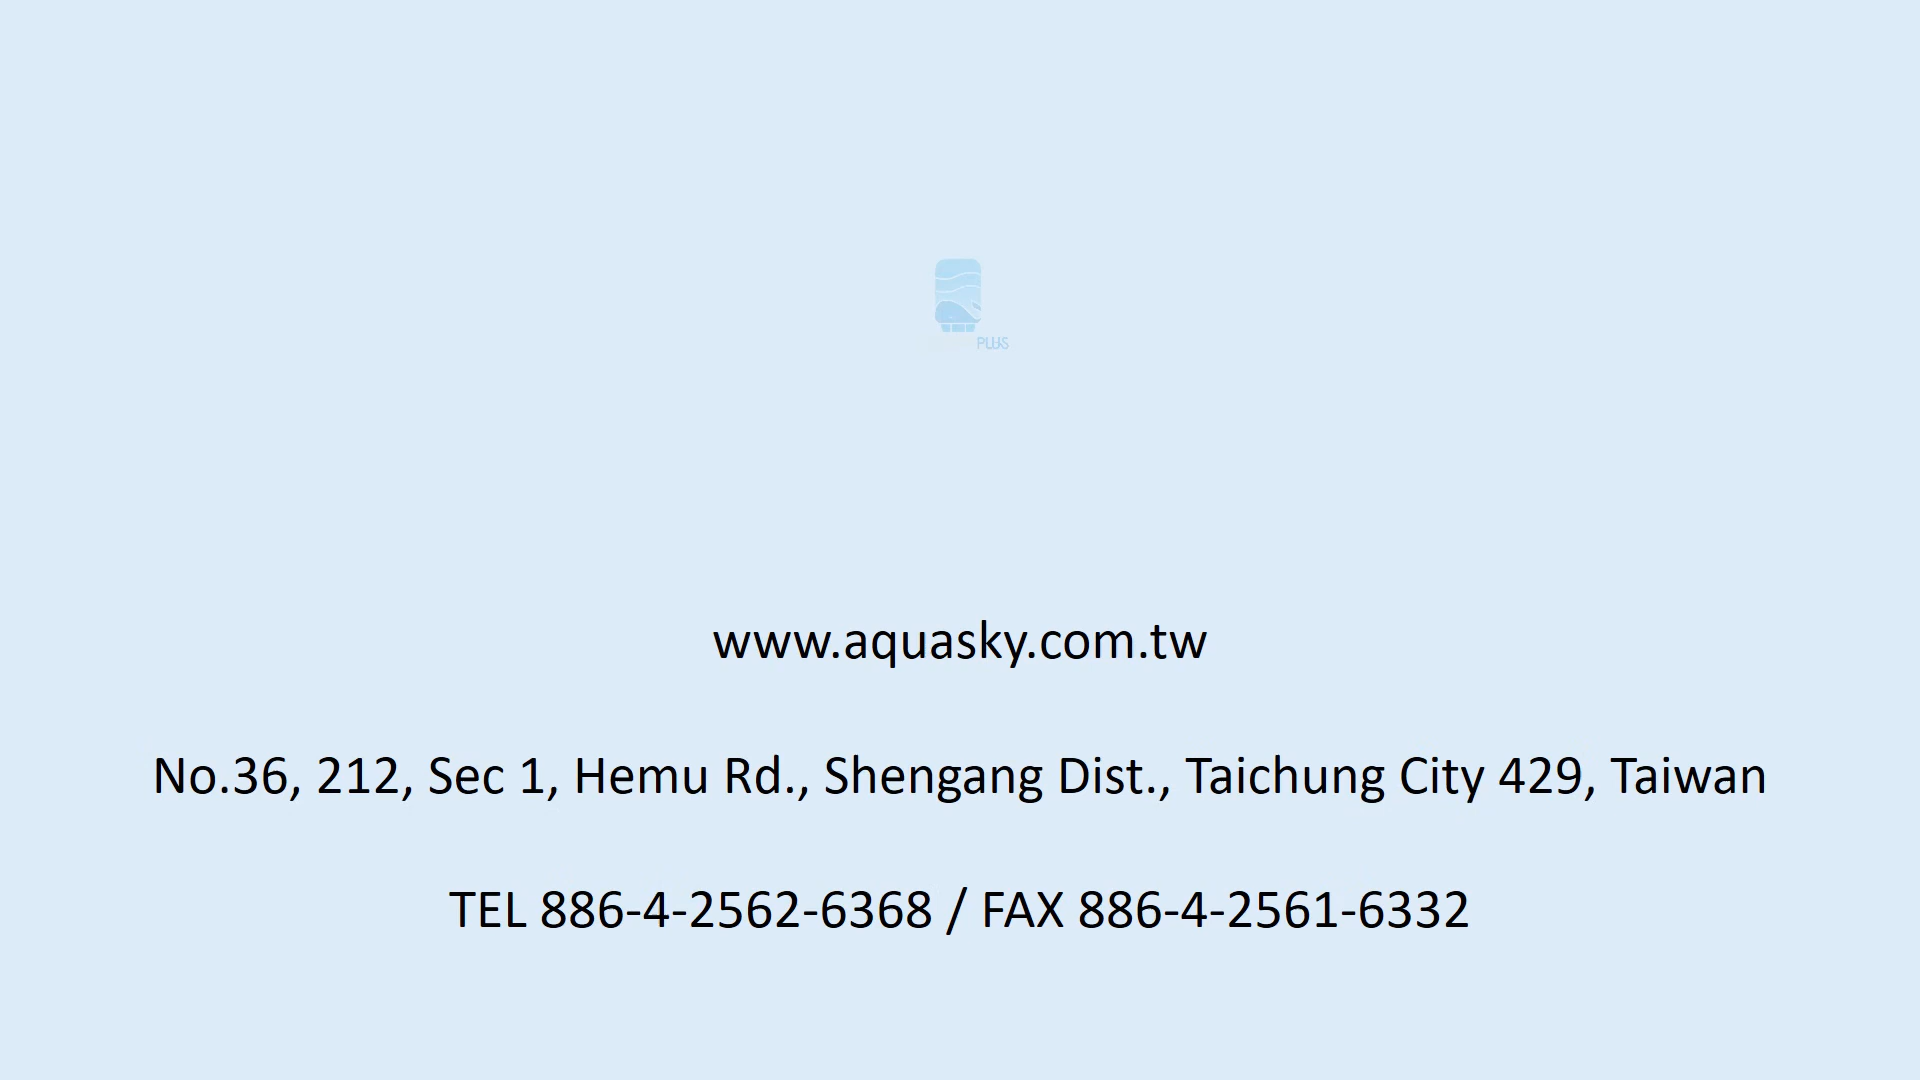 PLUS
www.aquasky.com.tw
No.36, 212, Sec 1, Hemu Rd., Shengang Dist., Taichung City 429, Taiwan
TEL 886-4-2562-6368 / FAX 886-4-2561-6332